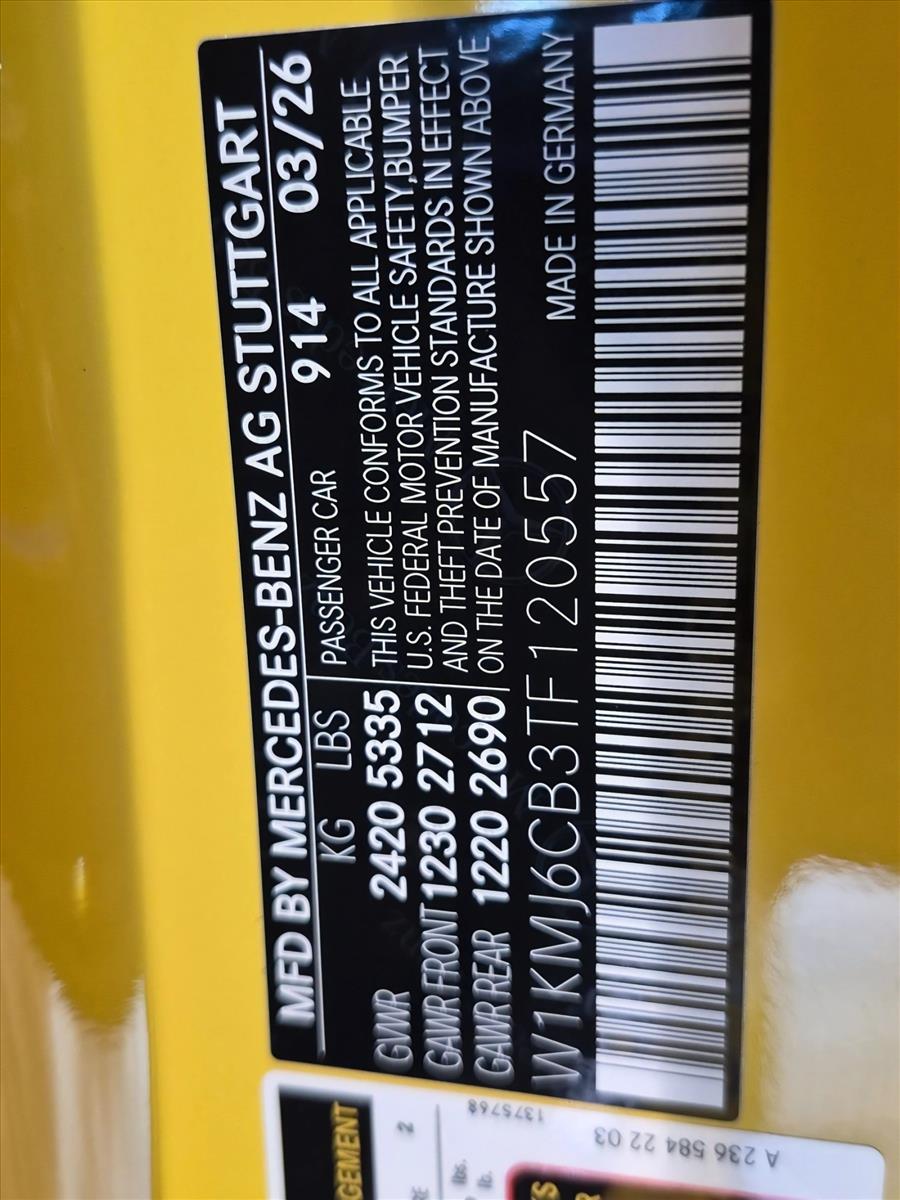 MFD BY MERCEDES-BENZ AG STUTTGART
914 03/26
KG LBS
PASSENGER CAR
GVWR 2420 5335
GAWR FRONT 1230 2712
GAWR REAR 1220 2690
THIS VEHICLE CONFORMS TO ALL APPLICABLE
U.S. FEDERAL MOTOR VEHICLE SAFETY,BUMPER
AND THEFT PREVENTION STANDARDS IN EFFECT
ON THE DATE OF MANUFACTURE SHOWN ABOVE
MADE IN GERMANY
W1KMJ6CB3TF120557
2
lbs.
lb.
1375768
A 236 584 22 03